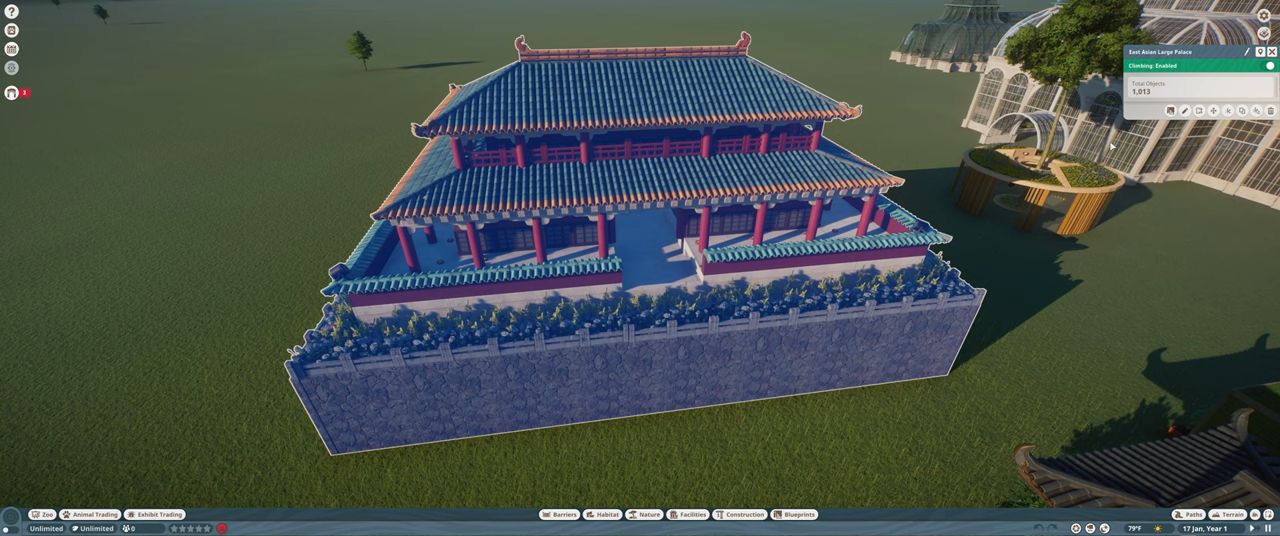 ?
3
East Asian Large Palace
Climbing: Enabled
Total Objects
1,013
Zoo
Animal Trading
Exhibit Trading
Barriers
Habitat
Nature
Facilities
Construction
Blueprints
Paths
Terrain
Unlimited
Unlimited
0
79°F
17 Jan, Year 1